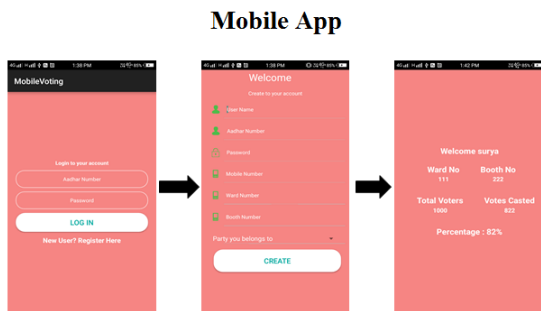 Mobile App
1:38 PM
MobileVoting
Login to your account
Aadhar Number
Password
LOG IN
New User? Register Here
1:38 PM
Welcome
Create to your account
User Name
Aadhar Number
Password
Mobile Number
Ward Number
Booth Number
Party you belongs to
CREATE
1:42 PM
Welcome surya
Ward No Booth No
111 222
Total Voters Votes Casted
1000 822
Percentage : 82%